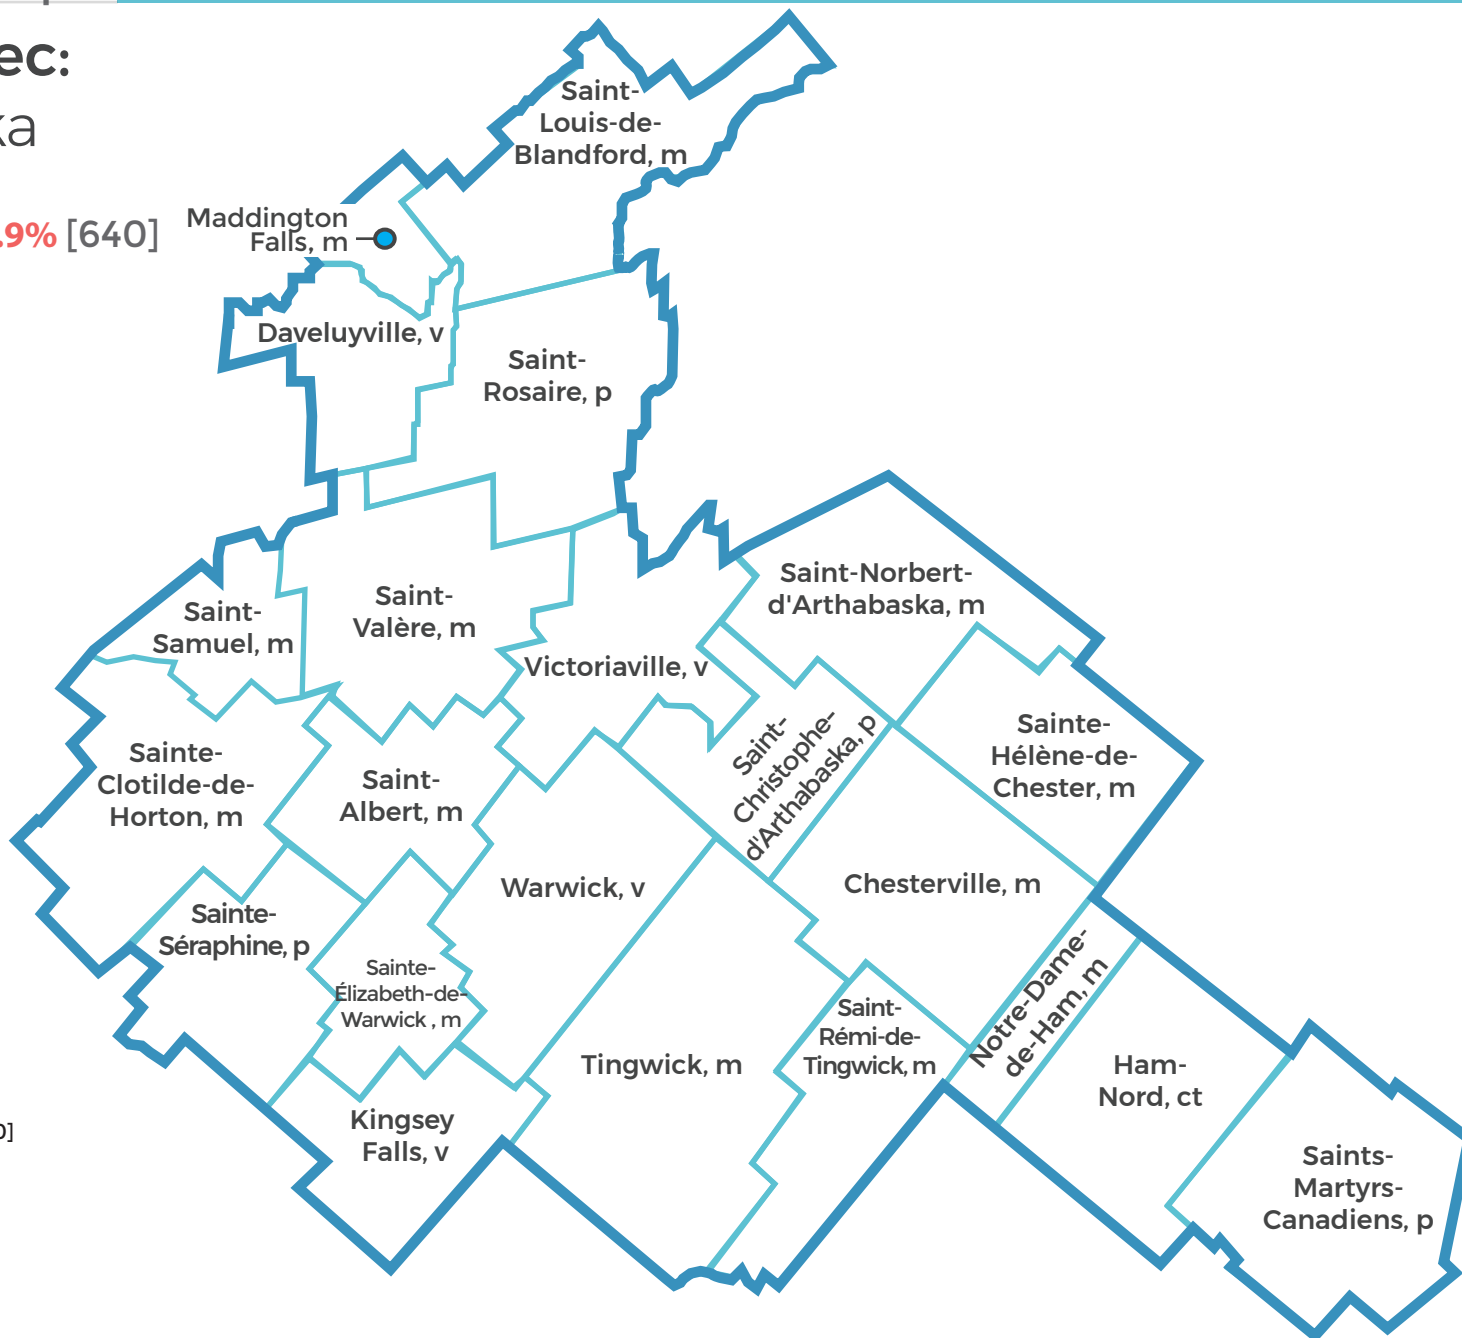 ec:
ka
.9% [640]
Saint-
Louis-de-
Blandford, m
Maddington
Falls, m
Daveluyville, v
Saint-
Rosaire, p
Saint-Norbert-
d'Arthabaska, m
Saint-
Samuel, m
Saint-
Valère, m
Victoriaville, v
Saint-
Christophe-
d'Arthabaska, p
Sainte-
Hélène-de-
Chester, m
Sainte-
Clotilde-de-
Horton, m
Saint-
Albert, m
Warwick, v
Chesterville, m
Sainte-
Séraphine, p
Sainte-
Élizabeth-de-
Warwick , m
Tingwick, m
Saint-
Rémi-de-
Tingwick, m
Notre-Dame-
de-Ham, m
Ham-
Nord, ct
Kingsey
Falls, v
Saints-
Martyrs-
Canadiens, p